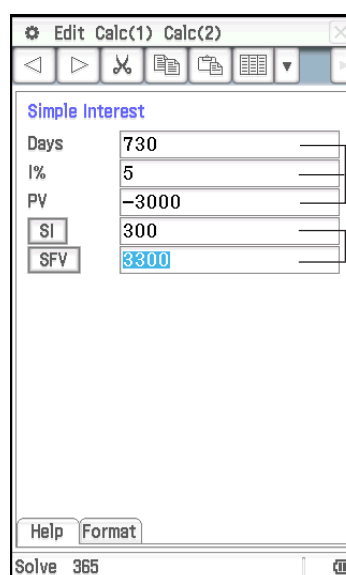 Edit Calc(1) Calc(2)
Simple Interest
Days 730
I% 5
PV −3000
SI 300
SFV 3300
Help Format
Solve 365